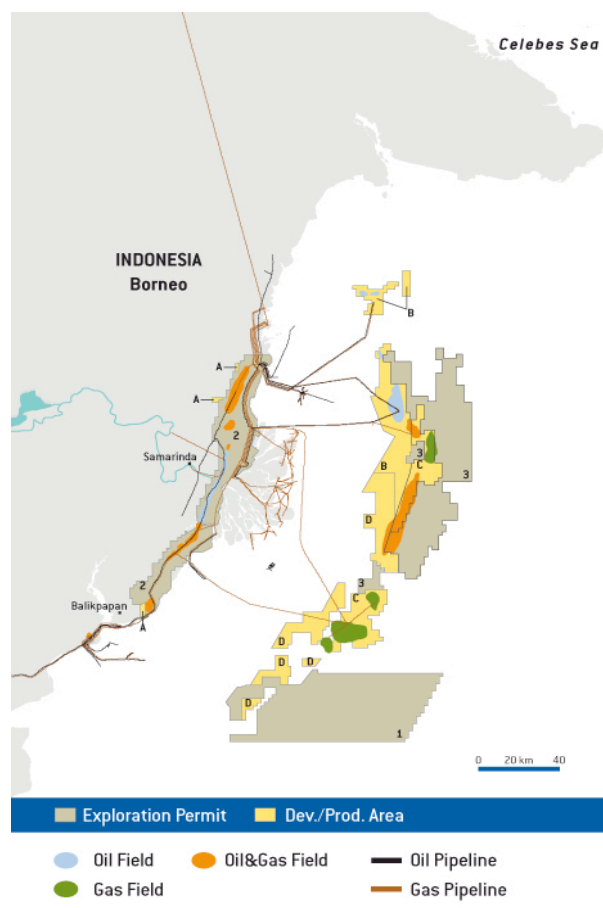 Celebes Sea
INDONESIA
Borneo
B
A
A
2
Samarinda
3
C
3
B
D
2
3
C
Balikpapan
A
D
D
D
D
1
0 20 km 40
Exploration Permit Dev./Prod. Area
Oil Field Oil&Gas Field Oil Pipeline
Gas Field Gas Pipeline